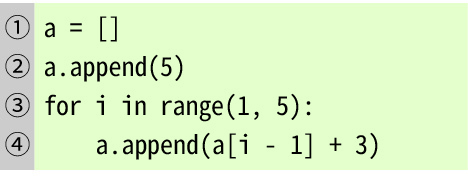 ① a = []
② a.append(5)
③ for i in range(1, 5):
④     a.append(a[i - 1] + 3)